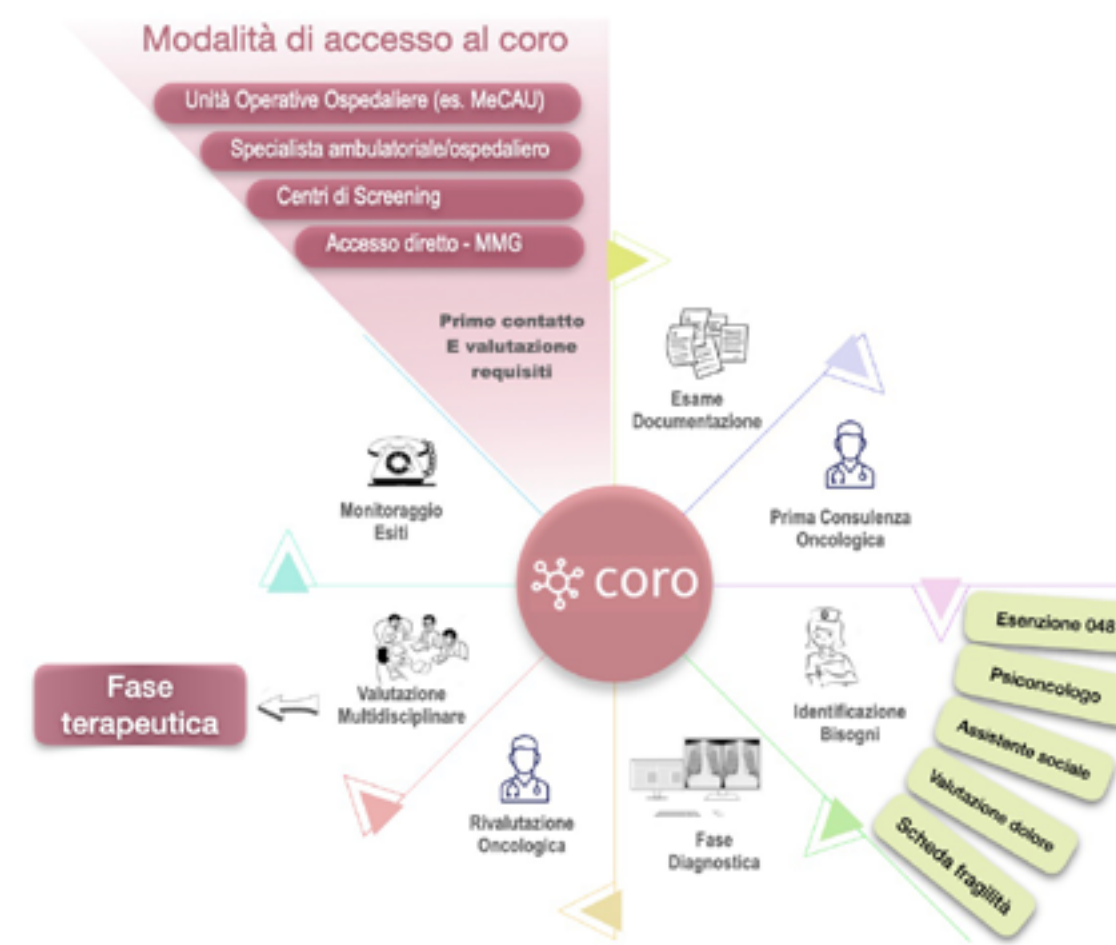 Modalità di accesso al coro
Unità Operative Ospedaliere (es. MeCAU)
Specialista ambulatoriale/ospedaliero
Centri di Screening
Accesso diretto - MMG
Primo contatto
E valutazione
requisiti
Esame
Documentazione
Prima Consulenza
Oncologica
Identificazione
Bisogni
Esenzione 048
Psiconcologo
Assistente sociale
Valutazione dolore
Scheda fragilità
Fase
Diagnostica
Rivalutazione
Oncologica
Valutazione
Multidisciplinare
Fase
terapeutica
Monitoraggio
Esiti
coro